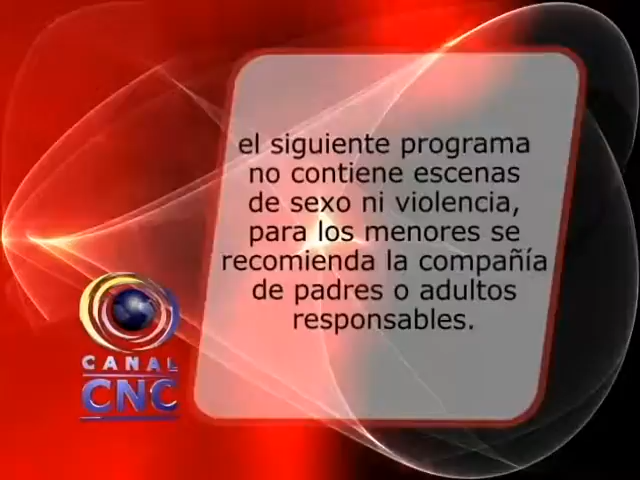 el siguiente programa
no contiene escenas
de sexo ni violencia,
para los menores se
recomienda la compañía
de padres o adultos
responsables.
CANAL
CNC